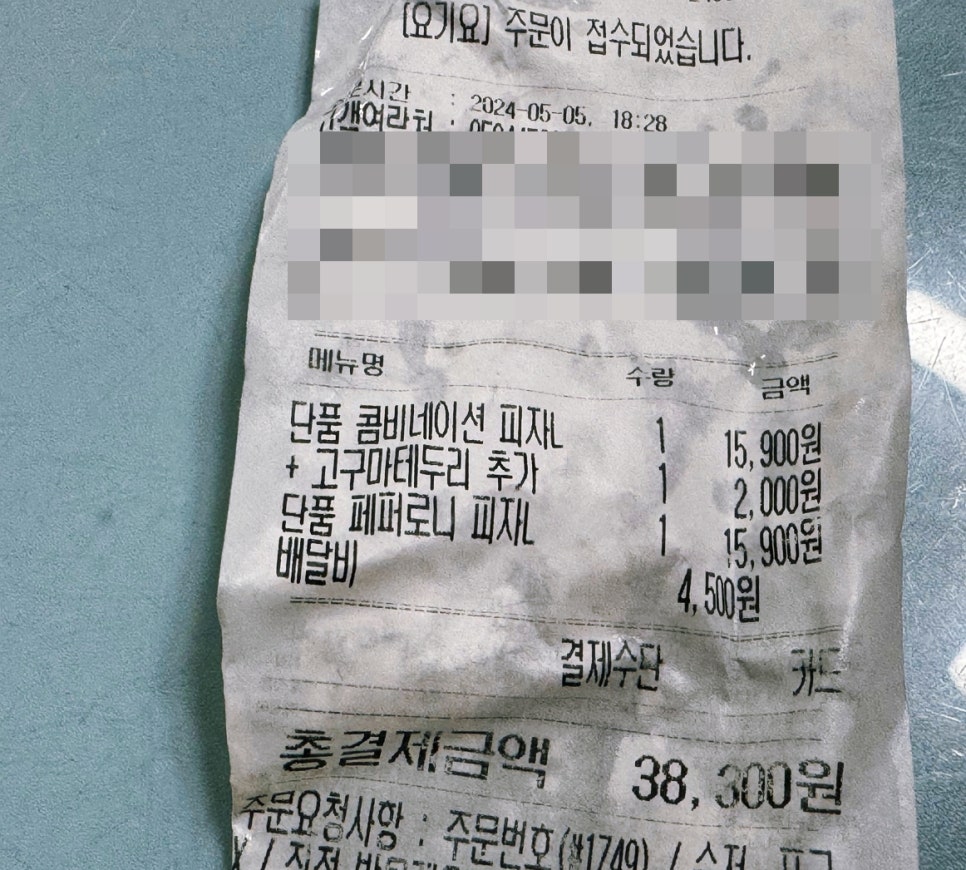 [요기요] 주문이 접수되었습니다.
시간 : 2024-05-05. 18:28
메뉴명 수량 금액
단품 콤비네이션 피자L 1 15,900원
+ 고구마테두리 추가 1 2,000원
단품 페퍼로니 피자L 1 15,900원
배달비 4,500원
결제수단 카드
총결제금액 38,300원
주문요청사항 : 주문번호(#1749) /